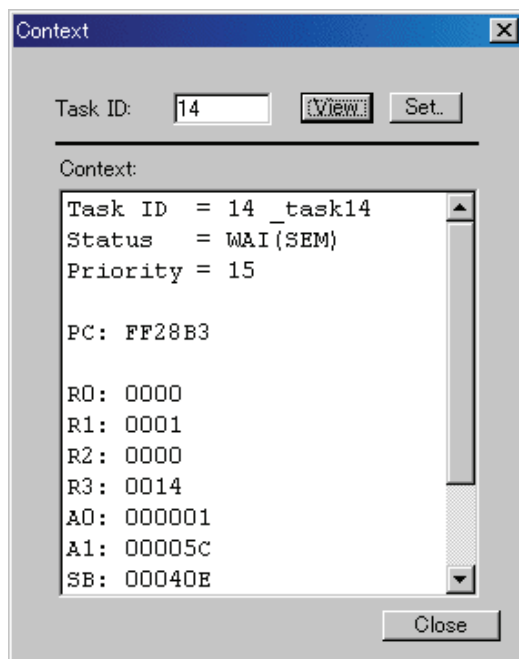 Context
Task ID: 14 View Set..
Context:
Task ID = 14 _task14
Status = WAI(SEM)
Priority = 15
PC: FF28B3
R0: 0000
R1: 0001
R2: 0000
R3: 0014
A0: 000001
A1: 00005C
SB: 00040E
Close